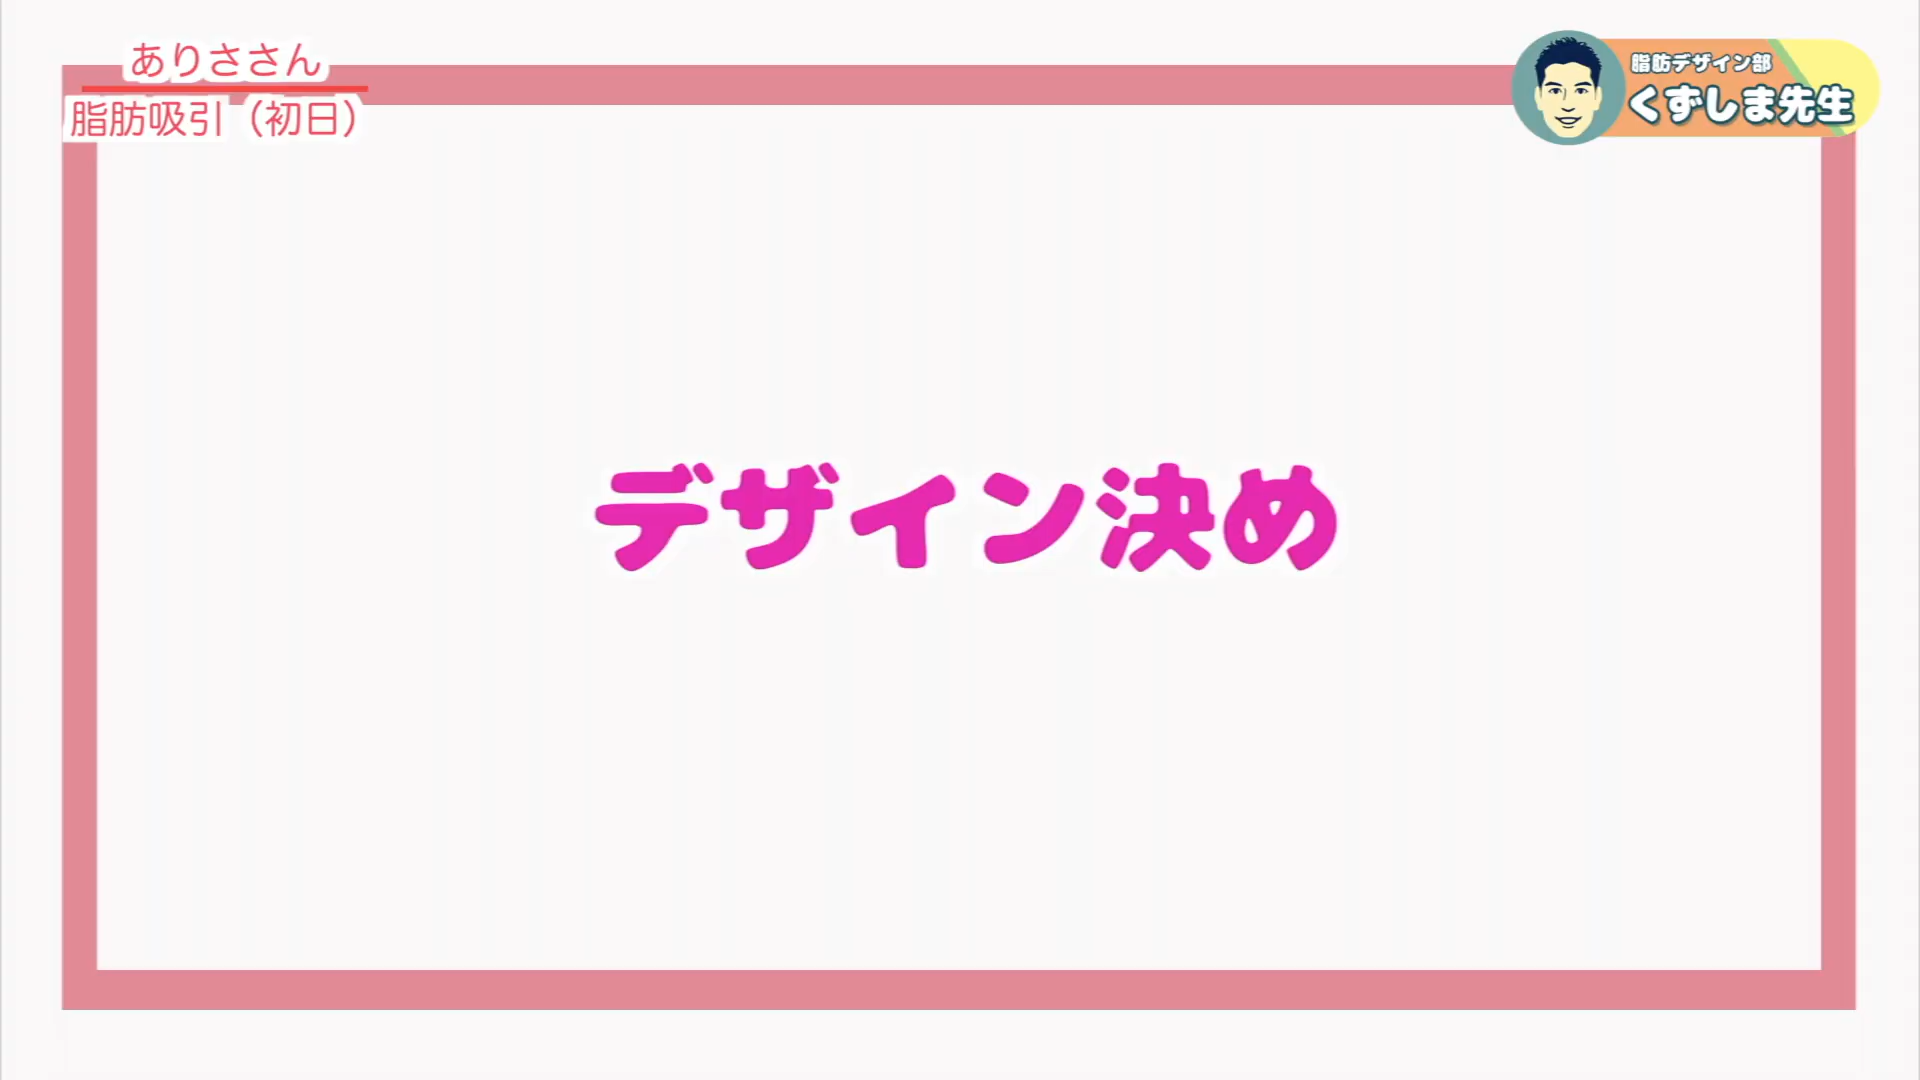 ありささん
脂肪吸引（初日）
脂肪デザイン部
くずしま先生
デザイン決め